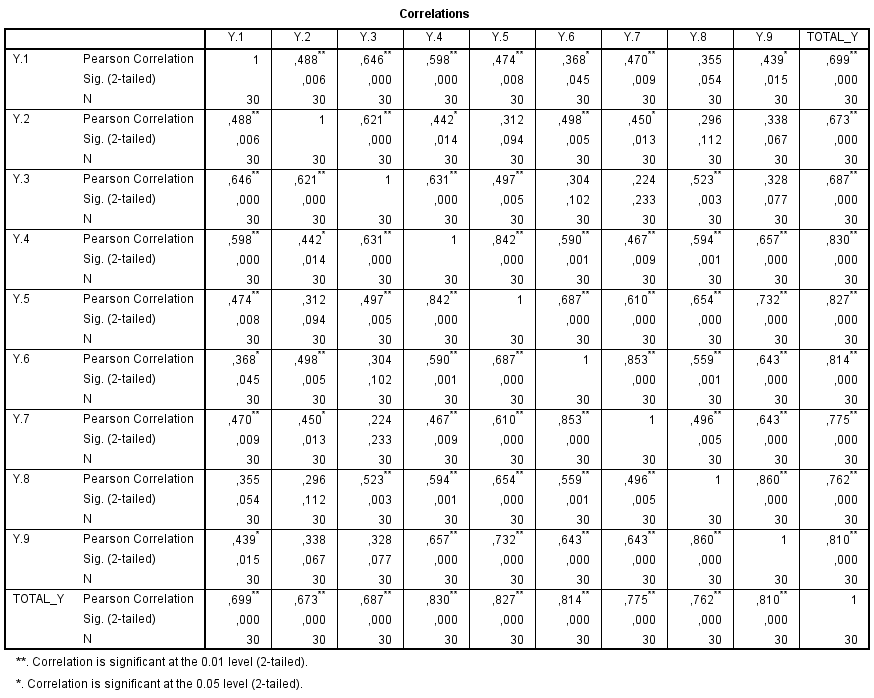 Correlations
Y.1 Y.2 Y.3 Y.4 Y.5 Y.6 Y.7 Y.8 Y.9 TOTAL_Y
Y.1 Pearson Correlation 1 ,488** ,646** ,598** ,474** ,368* ,470** ,355 ,439* ,699**
Sig. (2-tailed) ,006 ,000 ,000 ,008 ,045 ,009 ,054 ,015 ,000
N 30 30 30 30 30 30 30 30 30 30
Y.2 Pearson Correlation ,488** 1 ,621** ,442* ,312 ,498** ,450* ,296 ,338 ,673**
Sig. (2-tailed) ,006 ,000 ,014 ,094 ,005 ,013 ,112 ,067 ,000
N 30 30 30 30 30 30 30 30 30 30
Y.3 Pearson Correlation ,646** ,621** 1 ,631** ,497** ,304 ,224 ,523** ,328 ,687**
Sig. (2-tailed) ,000 ,000 ,000 ,005 ,102 ,233 ,003 ,077 ,000
N 30 30 30 30 30 30 30 30 30 30
Y.4 Pearson Correlation ,598** ,442* ,631** 1 ,842** ,590** ,467** ,594** ,657** ,830**
Sig. (2-tailed) ,000 ,014 ,000 ,000 ,001 ,009 ,001 ,000 ,000
N 30 30 30 30 30 30 30 30 30 30
Y.5 Pearson Correlation ,474** ,312 ,497** ,842** 1 ,687** ,610** ,654** ,732** ,827**
Sig. (2-tailed) ,008 ,094 ,005 ,000 ,000 ,000 ,000 ,000 ,000
N 30 30 30 30 30 30 30 30 30 30
Y.6 Pearson Correlation ,368* ,498** ,304 ,590** ,687** 1 ,853** ,559** ,643** ,814**
Sig. (2-tailed) ,045 ,005 ,102 ,001 ,000 ,000 ,001 ,000 ,000
N 30 30 30 30 30 30 30 30 30 30
Y.7 Pearson Correlation ,470** ,450* ,224 ,467** ,610** ,853** 1 ,496** ,643** ,775**
Sig. (2-tailed) ,009 ,013 ,233 ,009 ,000 ,000 ,005 ,000 ,000
N 30 30 30 30 30 30 30 30 30 30
Y.8 Pearson Correlation ,355 ,296 ,523** ,594** ,654** ,559** ,496** 1 ,860** ,762**
Sig. (2-tailed) ,054 ,112 ,003 ,001 ,000 ,001 ,005 ,000 ,000
N 30 30 30 30 30 30 30 30 30 30
Y.9 Pearson Correlation ,439* ,338 ,328 ,657** ,732** ,643** ,643** ,860** 1 ,810**
Sig. (2-tailed) ,015 ,067 ,077 ,000 ,000 ,000 ,000 ,000 ,000
N 30 30 30 30 30 30 30 30 30 30
TOTAL_Y Pearson Correlation ,699** ,673** ,687** ,830** ,827** ,814** ,775** ,762** ,810** 1
Sig. (2-tailed) ,000 ,000 ,000 ,000 ,000 ,000 ,000 ,000 ,000
N 30 30 30 30 30 30 30 30 30 30
**. Correlation is significant at the 0.01 level (2-tailed).
*. Correlation is significant at the 0.05 level (2-tailed).